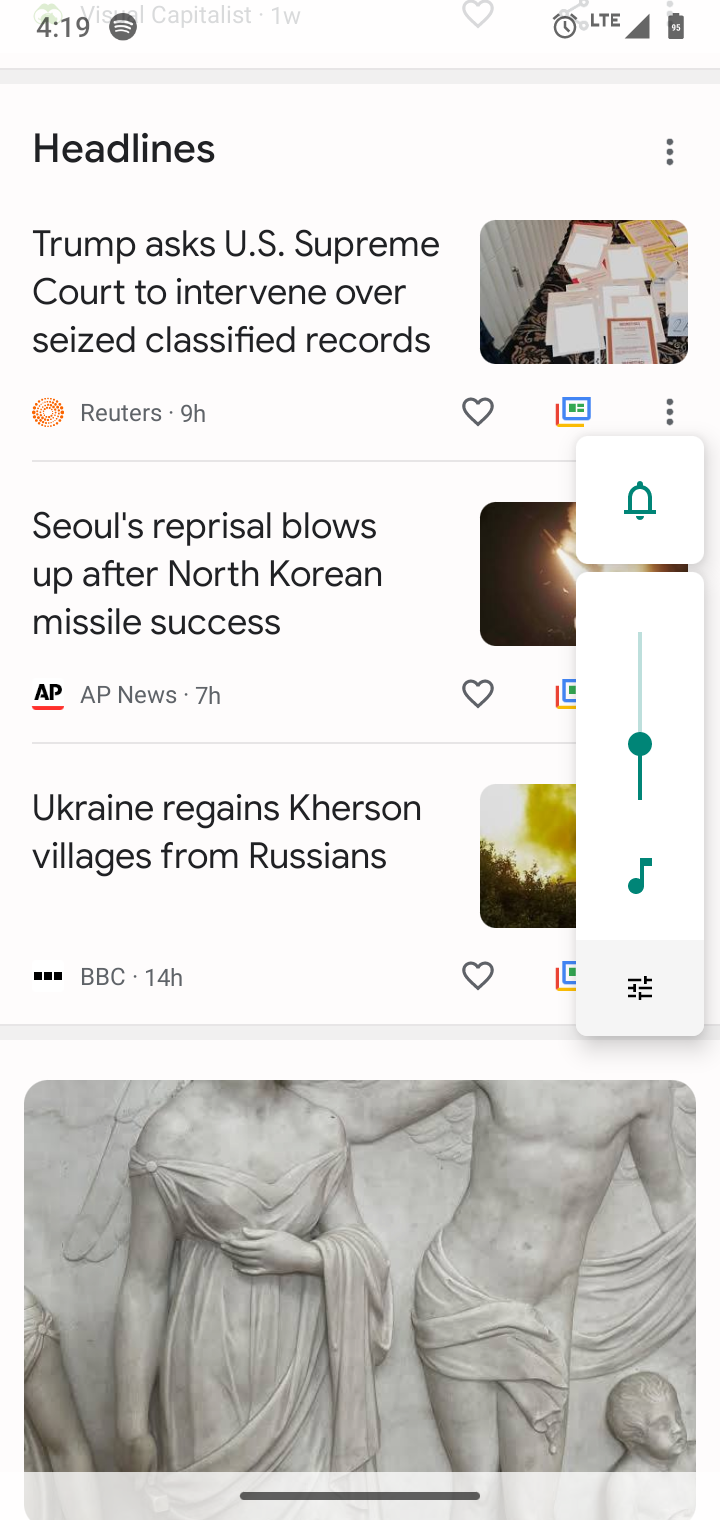 Visual Capitalist · 1w
4:19
LTE
95
Headlines
Trump asks U.S. Supreme
Court to intervene over
seized classified records
Reuters · 9h
Seoul's reprisal blows
up after North Korean
missile success
AP
AP News · 7h
Ukraine regains Kherson
villages from Russians
BBC · 14h